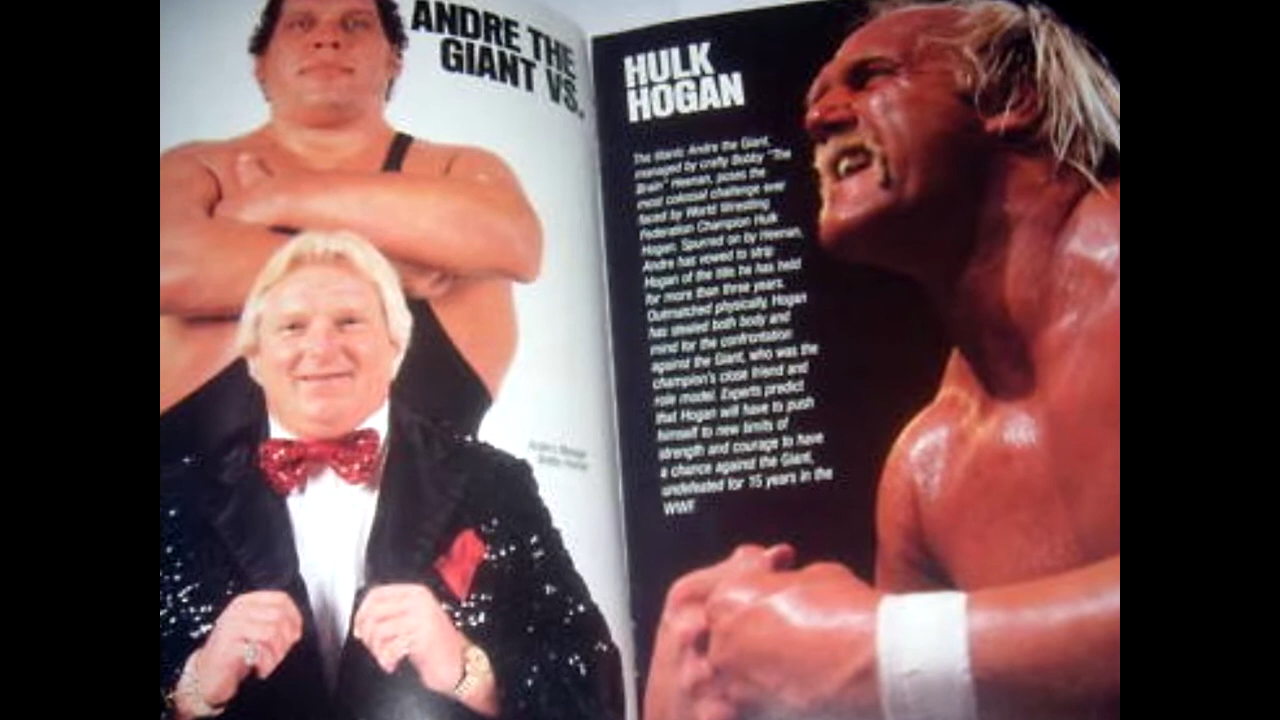 ANDRE THE
GIANT VS.
HULK
HOGAN
The titanic Andre the Giant,
managed by crafty Bobby "The
Brain" Heenan, poses the
most colossal challenge ever
faced by World Wrestling
Federation Champion Hulk
Hogan. Spurred on by Heenan,
Andre has vowed to strip
Hogan of the title he has held
for more than three years.
Outmatched physically, Hogan
has steeled both body and
mind for the confrontation
against the Giant, who was the
champion's close friend and
role model. Experts predict
that Hogan will have to push
himself to new limits of
strength and courage to have
a chance against the Giant,
undefeated for 15 years in the
WWF